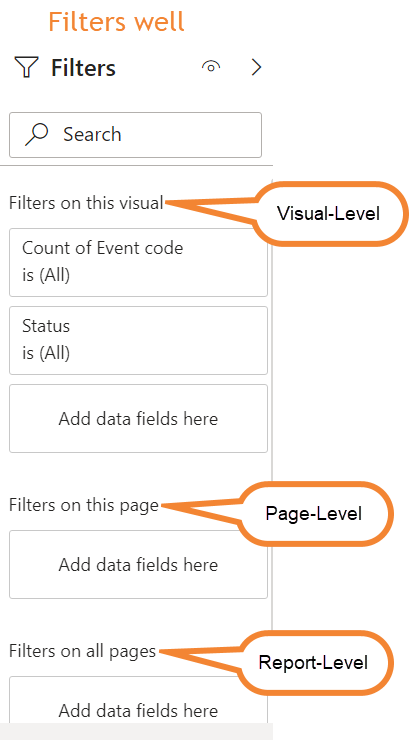 Filters well
Filters
Search
Filters on this visual
Visual-Level
Count of Event code
is (All)
Status
is (All)
Add data fields here
Filters on this page
Page-Level
Add data fields here
Filters on all pages
Report-Level
Add data fields here